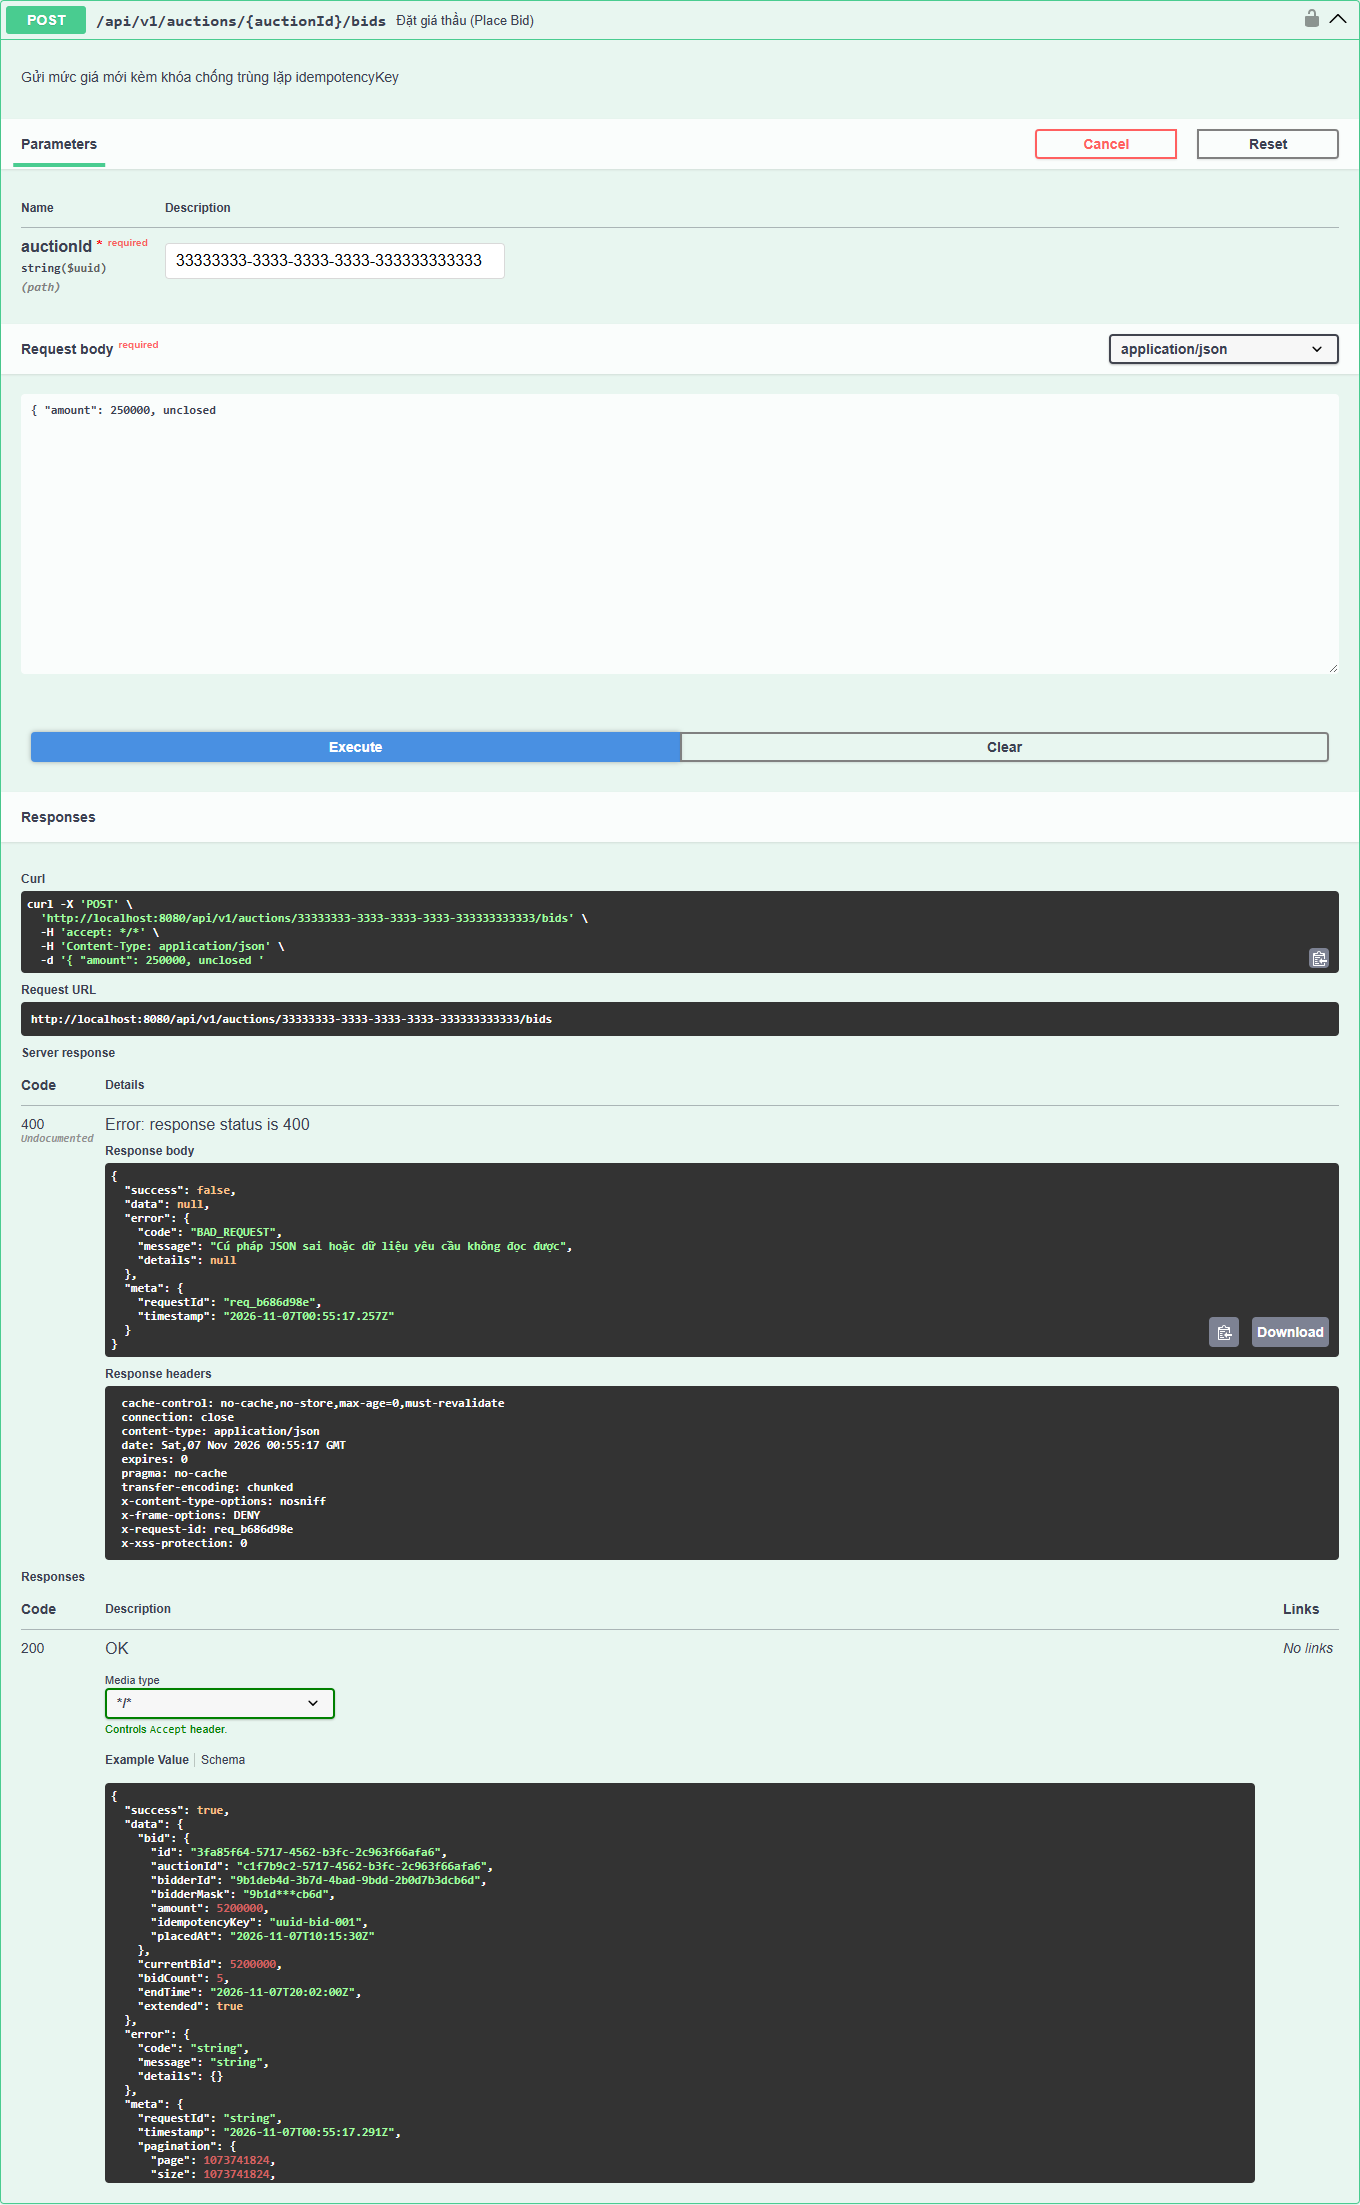 POST /api/v1/auctions/{auctionId}/bids Đặt giá thầu (Place Bid)
Gửi mức giá mới kèm khóa chống trùng lặp idempotencyKey
Parameters
Cancel
Reset
Name Description
auctionId * required
string($uuid)
(path)
33333333-3333-3333-3333-333333333333
Request body required
application/json
{ "amount": 250000, unclosed
Execute
Clear
Responses
Curl
curl -X 'POST' \
'http://localhost:8080/api/v1/auctions/33333333-3333-3333-3333-333333333333/bids' \
-H 'accept: */*' \
-H 'Content-Type: application/json' \
-d '{ "amount": 250000, unclosed '
Request URL
http://localhost:8080/api/v1/auctions/33333333-3333-3333-3333-333333333333/bids
Server response
Code Details
400 Error: response status is 400
Undocumented
Response body
{
"success": false,
"data": null,
"error": {
"code": "BAD_REQUEST",
"message": "Cú pháp JSON sai hoặc dữ liệu yêu cầu không đọc được",
"details": null
},
"meta": {
"requestId": "req_b686d98e",
"timestamp": "2026-11-07T00:55:17.257Z"
}
}
Download
Response headers
cache-control: no-cache,no-store,max-age=0,must-revalidate
connection: close
content-type: application/json
date: Sat,07 Nov 2026 00:55:17 GMT
expires: 0
pragma: no-cache
transfer-encoding: chunked
x-content-type-options: nosniff
x-frame-options: DENY
x-request-id: req_b686d98e
x-xss-protection: 0
Responses
Code Description Links
200 OK No links
Media type
*/*
Controls Accept header.
Example Value Schema
{
"success": true,
"data": {
"bid": {
"id": "3fa85f64-5717-4562-b3fc-2c963f66afa6",
"auctionId": "c1f7b9c2-5717-4562-b3fc-2c963f66afa6",
"bidderId": "9b1deb4d-3b7d-4bad-9bdd-2b0d7b3dcb6d",
"bidderMask": "9b1d***cb6d",
"amount": 5200000,
"idempotencyKey": "uuid-bid-001",
"placedAt": "2026-11-07T10:15:30Z"
},
"currentBid": 5200000,
"bidCount": 5,
"endTime": "2026-11-07T20:02:00Z",
"extended": true
},
"error": {
"code": "string",
"message": "string",
"details": {}
},
"meta": {
"requestId": "string",
"timestamp": "2026-11-07T00:55:17.291Z",
"pagination": {
"page": 1073741824,
"size": 1073741824,